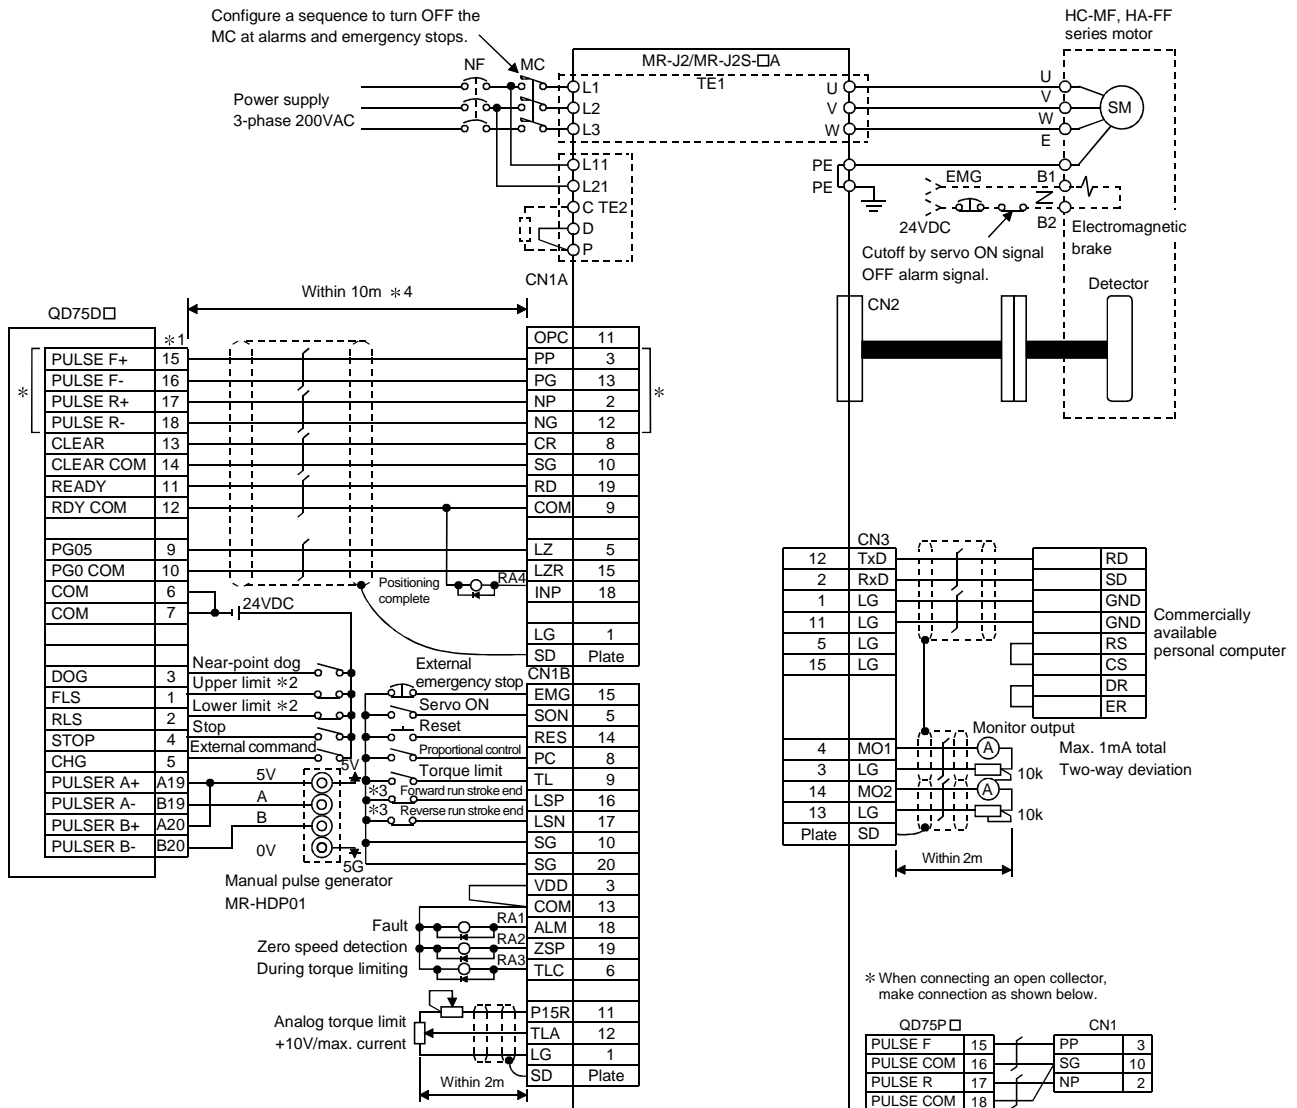 Configure a sequence to turn OFF the
MC at alarms and emergency stops.
HC-MF, HA-FF
series motor
NF
MC
MR-J2/MR-J2S-□A
TE1
Power supply
3-phase 200VAC
L1
L2
L3
L11
L21
C TE2
D
P
U
V
W
PE
PE
U
V
W
E
SM
EMG
B1
24VDC
B2
Electromagnetic
brake
Cutoff by servo ON signal
OFF alarm signal.
Detector
CN2
CN1A
Within 10m ＊4
QD75D□
＊1
＊
PULSE F+ 15
PULSE F- 16
PULSE R+ 17
PULSE R- 18
CLEAR 13
CLEAR COM 14
READY 11
RDY COM 12
PG05 9
PG0 COM 10
COM 6
COM 7
DOG 3
FLS 1
RLS 2
STOP 4
CHG 5
PULSER A+ A19
PULSER A- B19
PULSER B+ A20
PULSER B- B20
24VDC
Near-point dog
Upper limit ＊2
Lower limit ＊2
Stop
External command
5V
A
B
0V
5V
5G
Manual pulse generator
MR-HDP01
OPC 11
PP 3
PG 13
NP 2
NG 12
CR 8
SG 10
RD 19
COM 9
LZ 5
LZR 15
INP 18
LG 1
SD Plate
＊
Positioning
complete
RA4
CN1B
External
emergency stop
Servo ON
Reset
Proportional control
Torque limit
＊3 Forward run stroke end
＊3 Reverse run stroke end
EMG 15
SON 5
RES 14
PC 8
TL 9
LSP 16
LSN 17
SG 10
SG 20
VDD 3
COM 13
ALM 18
ZSP 19
TLC 6
P15R 11
TLA 12
LG 1
SD Plate
Fault
RA1
Zero speed detection
RA2
During torque limiting
RA3
Analog torque limit
+10V/max. current
Within 2m
CN3
12 TxD
2 RxD
1 LG
11 LG
5 LG
15 LG
4 MO1
3 LG
14 MO2
13 LG
Plate SD
RD
SD
GND
GND
RS
CS
DR
ER
Commercially
available
personal computer
Monitor output
A
10k
A
10k
Max. 1mA total
Two-way deviation
Within 2m
＊ When connecting an open collector,
make connection as shown below.
QD75P□
CN1
PULSE F 15
PULSE COM 16
PULSE R 17
PULSE COM 18
PP 3
SG 10
NP 2